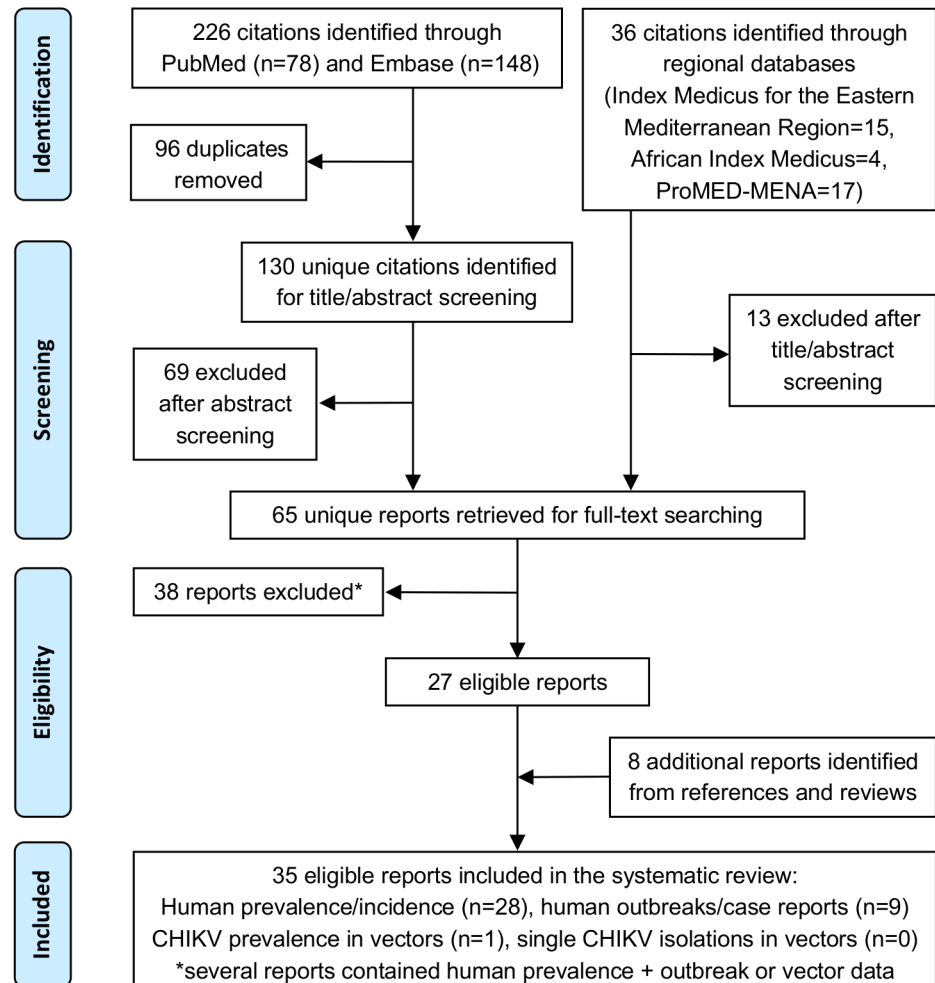 Identification
226 citations identified through
PubMed (n=78) and Embase (n=148)
36 citations identified through
regional databases
(Index Medicus for the Eastern
Mediterranean Region=15,
African Index Medicus=4,
ProMED-MENA=17)
96 duplicates
removed
Screening
130 unique citations identified
for title/abstract screening
13 excluded after
title/abstract
screening
69 excluded
after abstract
screening
65 unique reports retrieved for full-text searching
Eligibility
38 reports excluded*
27 eligible reports
8 additional reports identified
from references and reviews
Included
35 eligible reports included in the systematic review:
Human prevalence/incidence (n=28), human outbreaks/case reports (n=9)
CHIKV prevalence in vectors (n=1), single CHIKV isolations in vectors (n=0)
*several reports contained human prevalence + outbreak or vector data